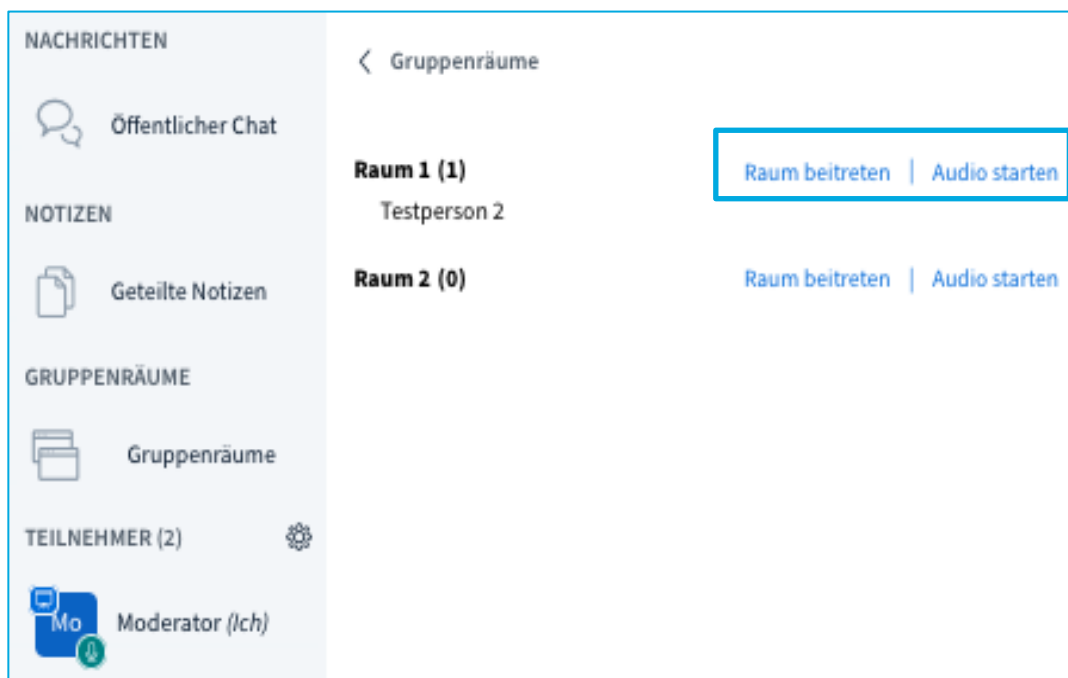 NACHRICHTEN
Öffentlicher Chat
NOTIZEN
Geteilte Notizen
GRUPPENRÄUME
Gruppenräume
TEILNEHMER (2)
Mo
Moderator (Ich)
Gruppenräume
Raum 1 (1)
Raum beitreten | Audio starten
Testperson 2
Raum 2 (0)
Raum beitreten | Audio starten